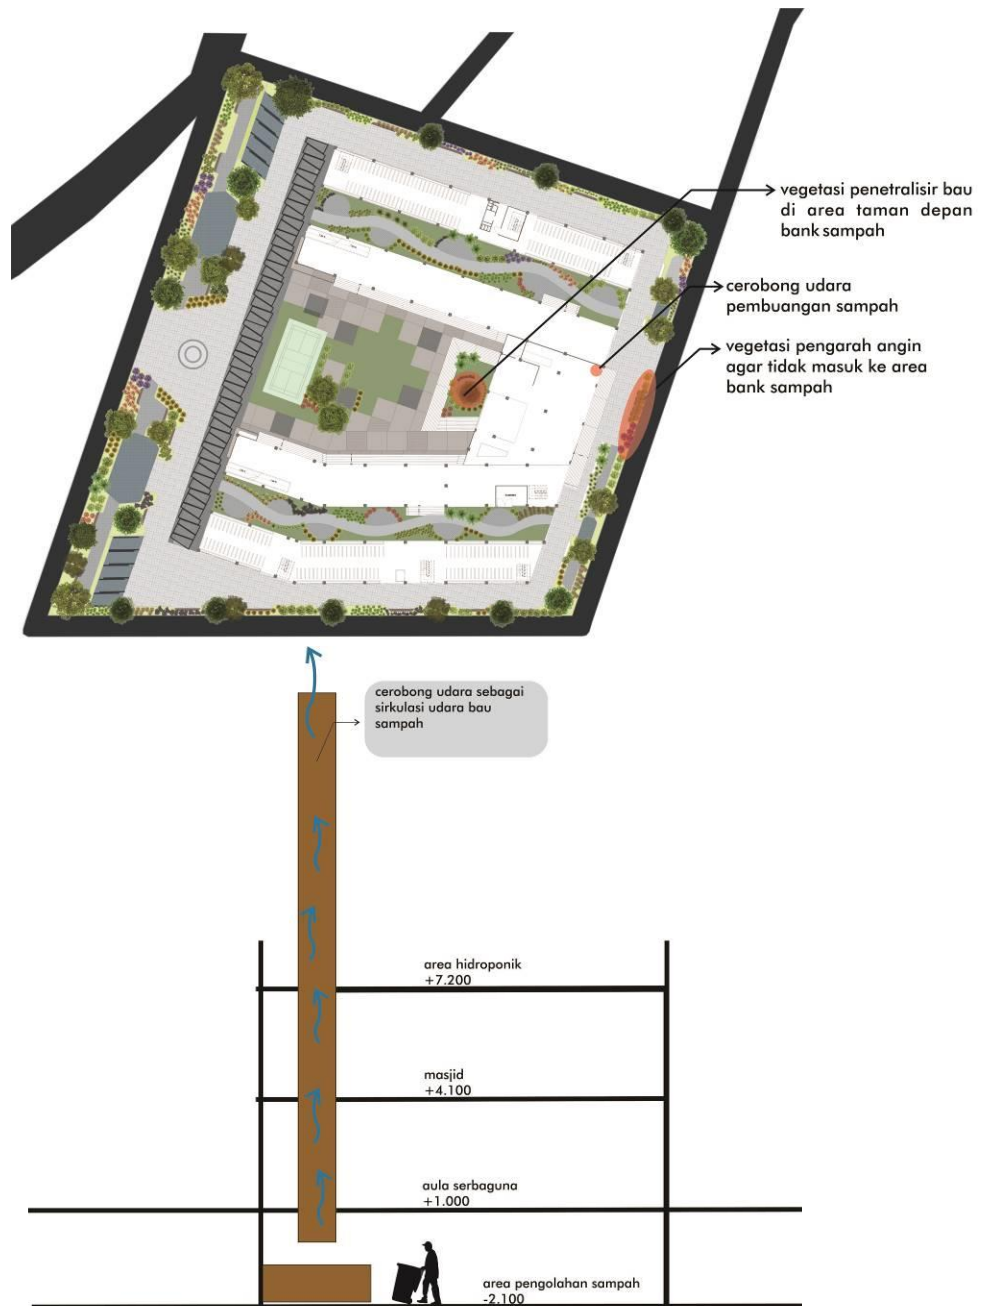 vegetasi penetralisir bau
di area taman depan
bank sampah
cerobong udara
pembuangan sampah
vegetasi pengarah angin
agar tidak masuk ke area
bank sampah
cerobong udara sebagai
sirkulasi udara bau
sampah
area hidroponik
+7.200
masjid
+4.100
aula serbaguna
+1.000
area pengolahan sampah
-2.100